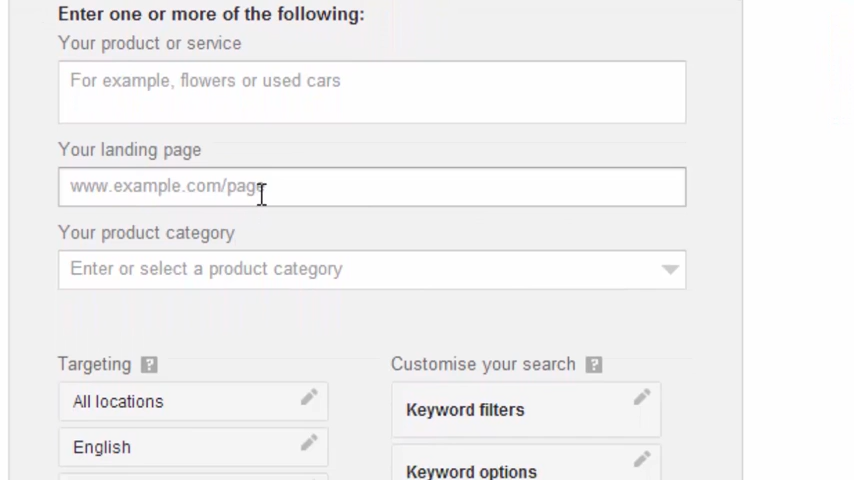 Enter one or more of the following:
Your product or service
For example, flowers or used cars
Your landing page
www.example.com/page
Your product category
Enter or select a product category
Targeting ?
Customise your search ?
All locations
Keyword filters
English
Keyword options